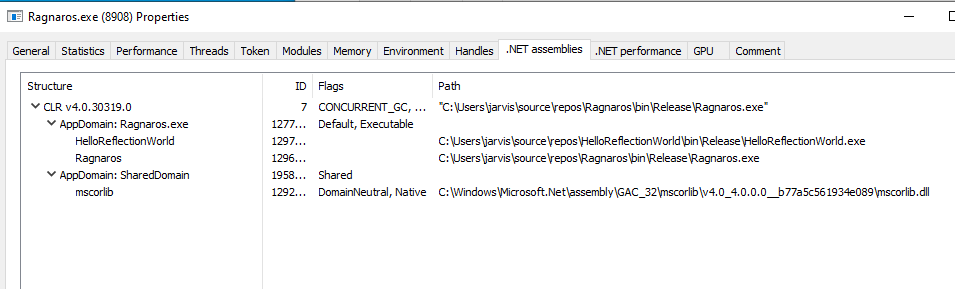 Ragnaros.exe (8908) Properties
General Statistics Performance Threads Token Modules Memory Environment Handles .NET assemblies .NET performance GPU Comment
Structure ID Flags Path
CLR v4.0.30319.0 7 CONCURRENT_GC, ... "C:\Users\jarvis\source\repos\Ragnaros\bin\Release\Ragnaros.exe"
AppDomain: Ragnaros.exe 1277... Default, Executable
HelloReflectionWorld 1297... C:\Users\jarvis\source\repos\HelloReflectionWorld\bin\Release\HelloReflectionWorld.exe
Ragnaros 1296... C:\Users\jarvis\source\repos\Ragnaros\bin\Release\Ragnaros.exe
AppDomain: SharedDomain 1958... Shared
mscorlib 1292... DomainNeutral, Native C:\Windows\Microsoft.Net\assembly\GAC_32\mscorlib\v4.0_4.0.0.0__b77a5c561934e089\mscorlib.dll